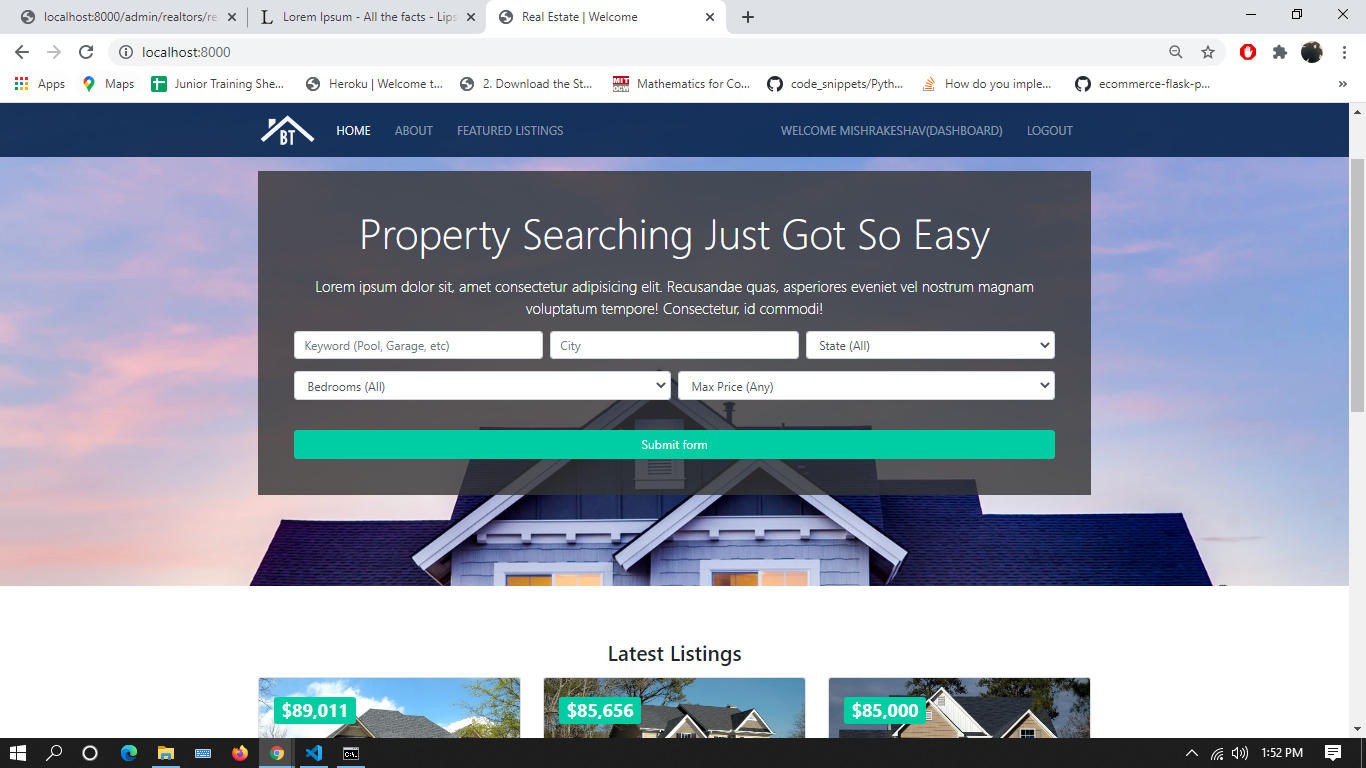 localhost:8000/admin/realtors/re
Lorem Ipsum - All the facts - Lips
Real Estate | Welcome
localhost:8000
Apps
Maps
Junior Training She...
Heroku | Welcome t...
2. Download the St...
MIT
OCW
Mathematics for Co...
code_snippets/Pyth...
How do you imple...
ecommerce-flask-p...
»
BT
HOME
ABOUT
FEATURED LISTINGS
WELCOME MISHRAKESHAV(DASHBOARD)
LOGOUT
Property Searching Just Got So Easy
Lorem ipsum dolor sit, amet consectetur adipisicing elit. Recusandae quas, asperiores eveniet vel nostrum magnam
voluptatum tempore! Consectetur, id commodi!
Keyword (Pool, Garage, etc)
City
State (All)
Bedrooms (All)
Max Price (Any)
Submit form
Latest Listings
$89,011
$85,656
$85,000
1:52 PM